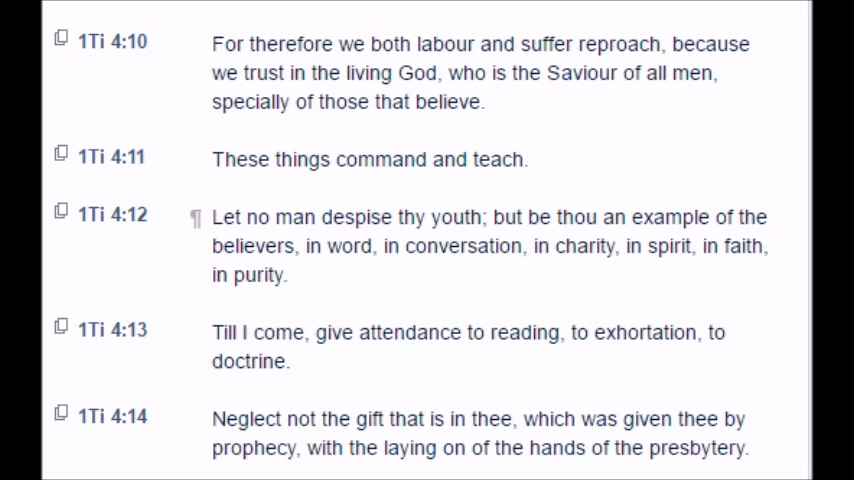 1Ti 4:10 For therefore we both labour and suffer reproach, because
we trust in the living God, who is the Saviour of all men,
specially of those that believe.
1Ti 4:11 These things command and teach.
1Ti 4:12 ¶ Let no man despise thy youth; but be thou an example of the
believers, in word, in conversation, in charity, in spirit, in faith,
in purity.
1Ti 4:13 Till I come, give attendance to reading, to exhortation, to
doctrine.
1Ti 4:14 Neglect not the gift that is in thee, which was given thee by
prophecy, with the laying on of the hands of the presbytery.